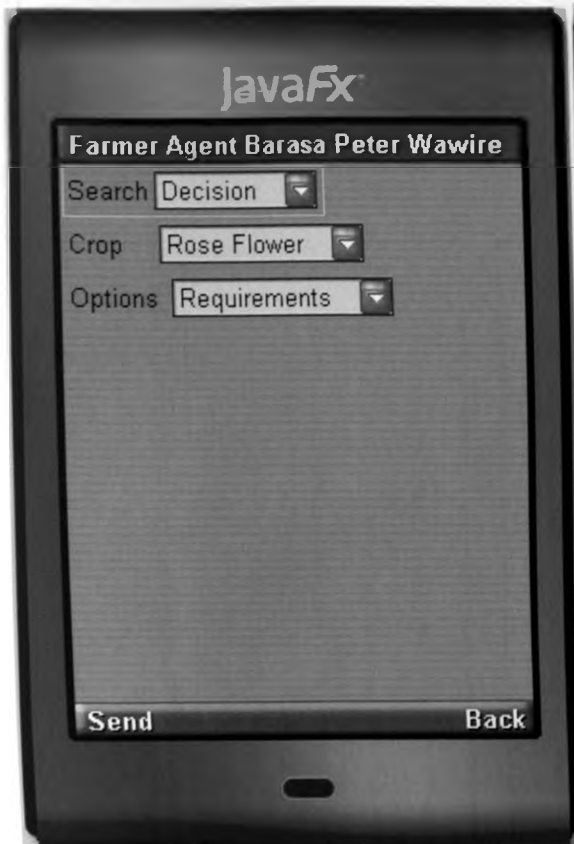 JavaFx
Farmer Agent Barasa Peter Wawire
Search Decision
Crop Rose Flower
Options Requirements
Send Back